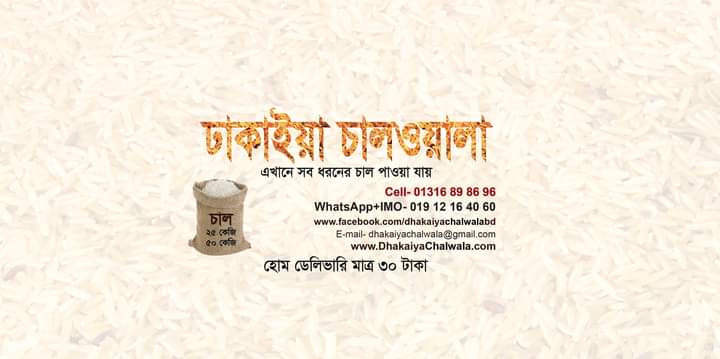 ঢাকাইয়া চালওয়ালা
এখানে সব ধরনের চাল পাওয়া যায়
Cell- 01316 89 86 96
WhatsApp+IMO- 019 12 16 40 60
www.facebook.com/dhakaiyachalwalabd
E-mail- dhakaiyachalwala@gmail.com
www.DhakaiyaChalwala.com
চাল
২৫ কেজি
৫০ কেজি
হোম ডেলিভারি মাত্র ৩০ টাকা